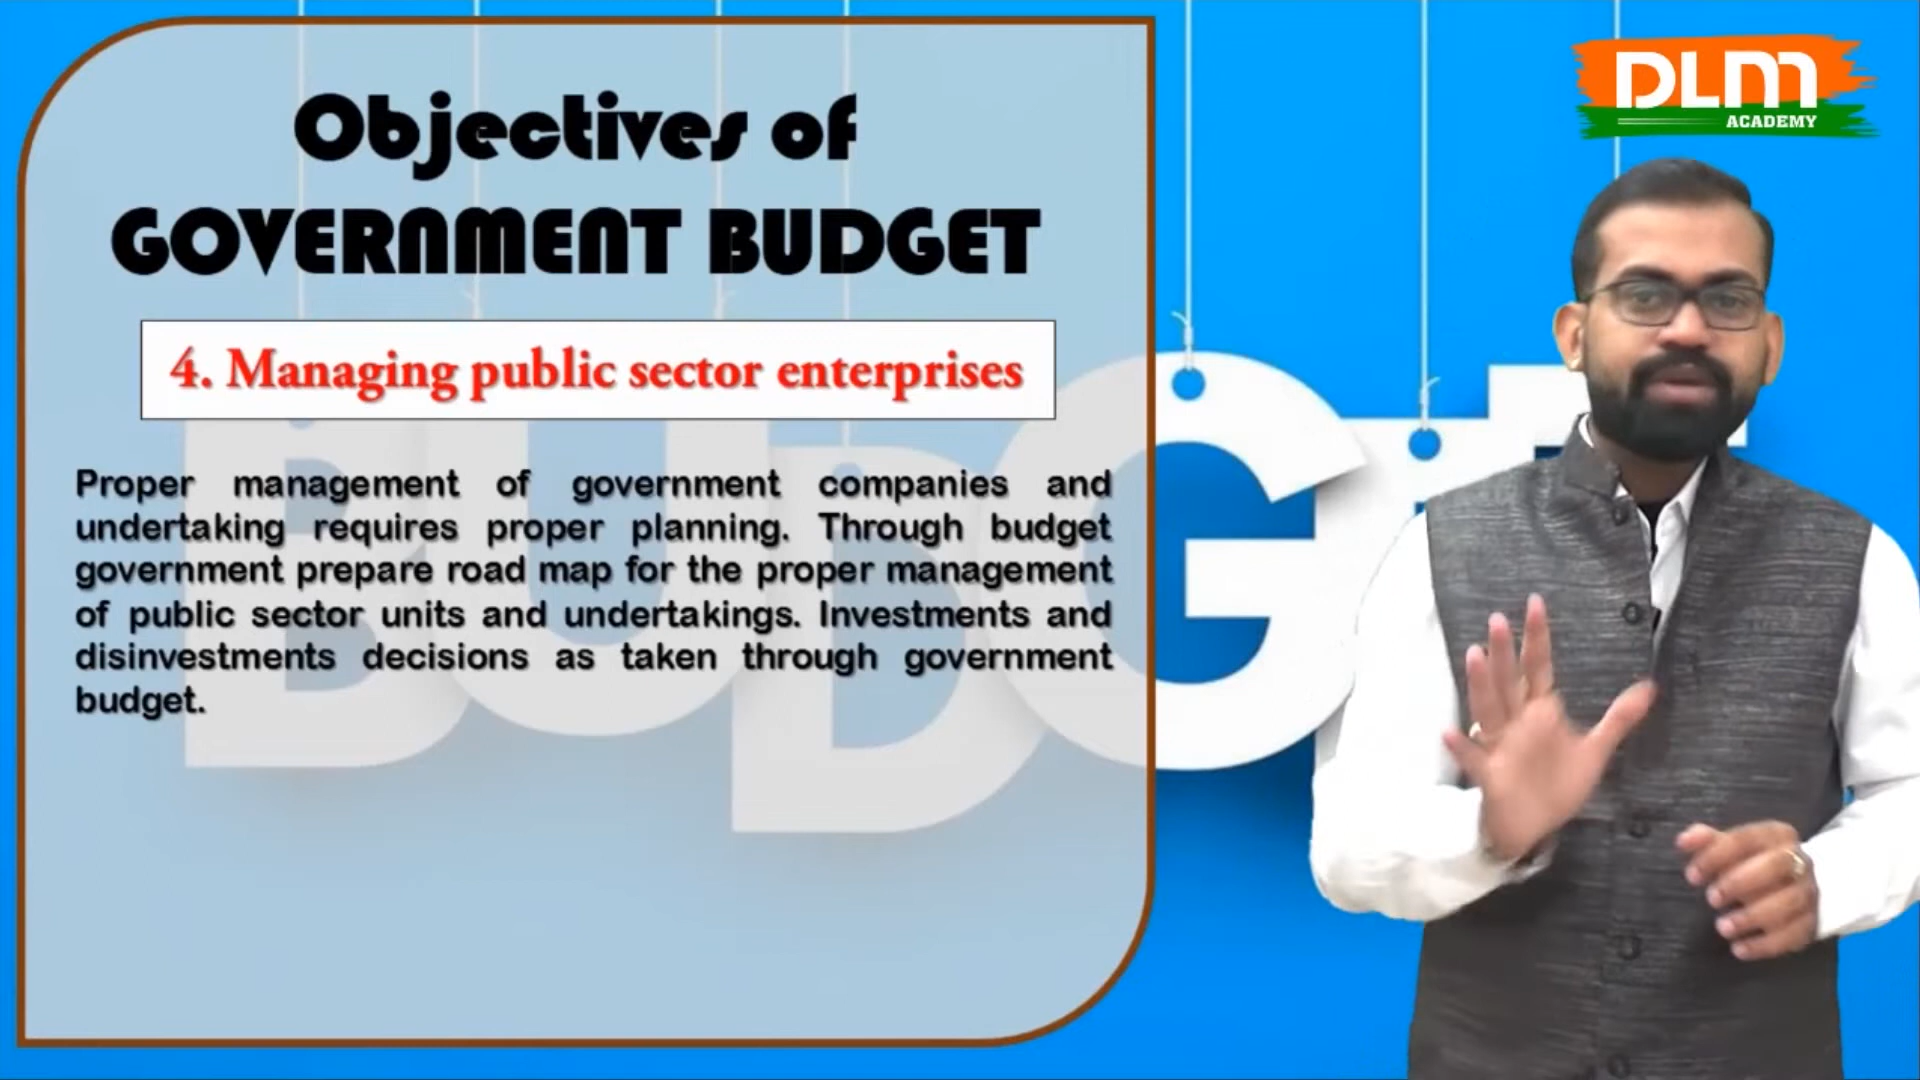 Objectives of
GOVERNMENT BUDGET
4. Managing public sector enterprises
Proper management of government companies and
undertaking requires proper planning. Through budget
government prepare road map for the proper management
of public sector units and undertakings. Investments and
disinvestments decisions as taken through government
budget.
DLM
ACADEMY
BUDGE